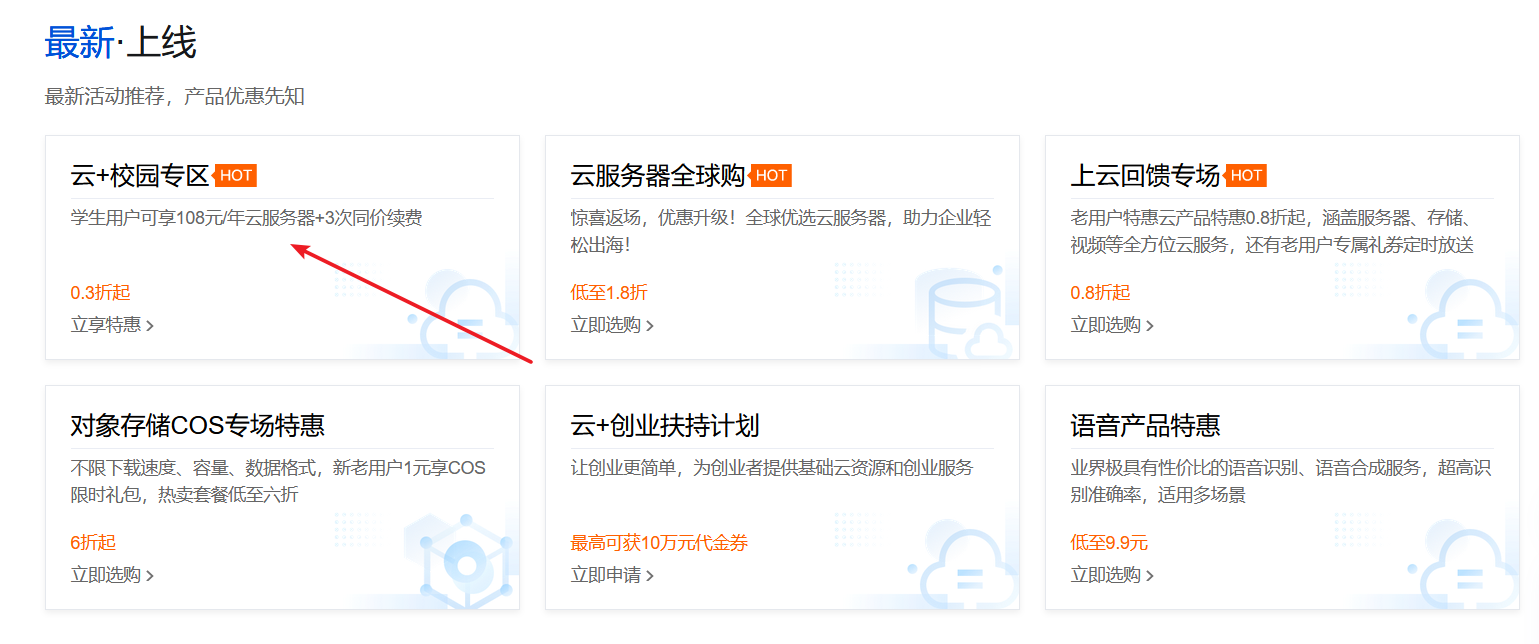 最新·上线
最新活动推荐，产品优惠先知
云+校园专区 HOT
学生用户可享108元/年云服务器+3次同价续费
0.3折起
立享特惠 >
云服务器全球购 HOT
惊喜返场，优惠升级！全球优选云服务器，助力企业轻
松出海！
低至1.8折
立即选购 >
上云回馈专场 HOT
老用户特惠云产品特惠0.8折起，涵盖服务器、存储、
视频等全方位云服务，还有老用户专属礼券定时放送
0.8折起
立即选购 >
对象存储COS专场特惠
不限下载速度、容量、数据格式，新老用户1元享COS
限时礼包，热卖套餐低至六折
6折起
立即选购 >
云+创业扶持计划
让创业更简单，为创业者提供基础云资源和创业服务
最高可获10万元代金券
立即申请 >
语音产品特惠
业界极具有性价比的语音识别、语音合成服务，超高识
别准确率，适用多场景
低至9.9元
立即选购 >